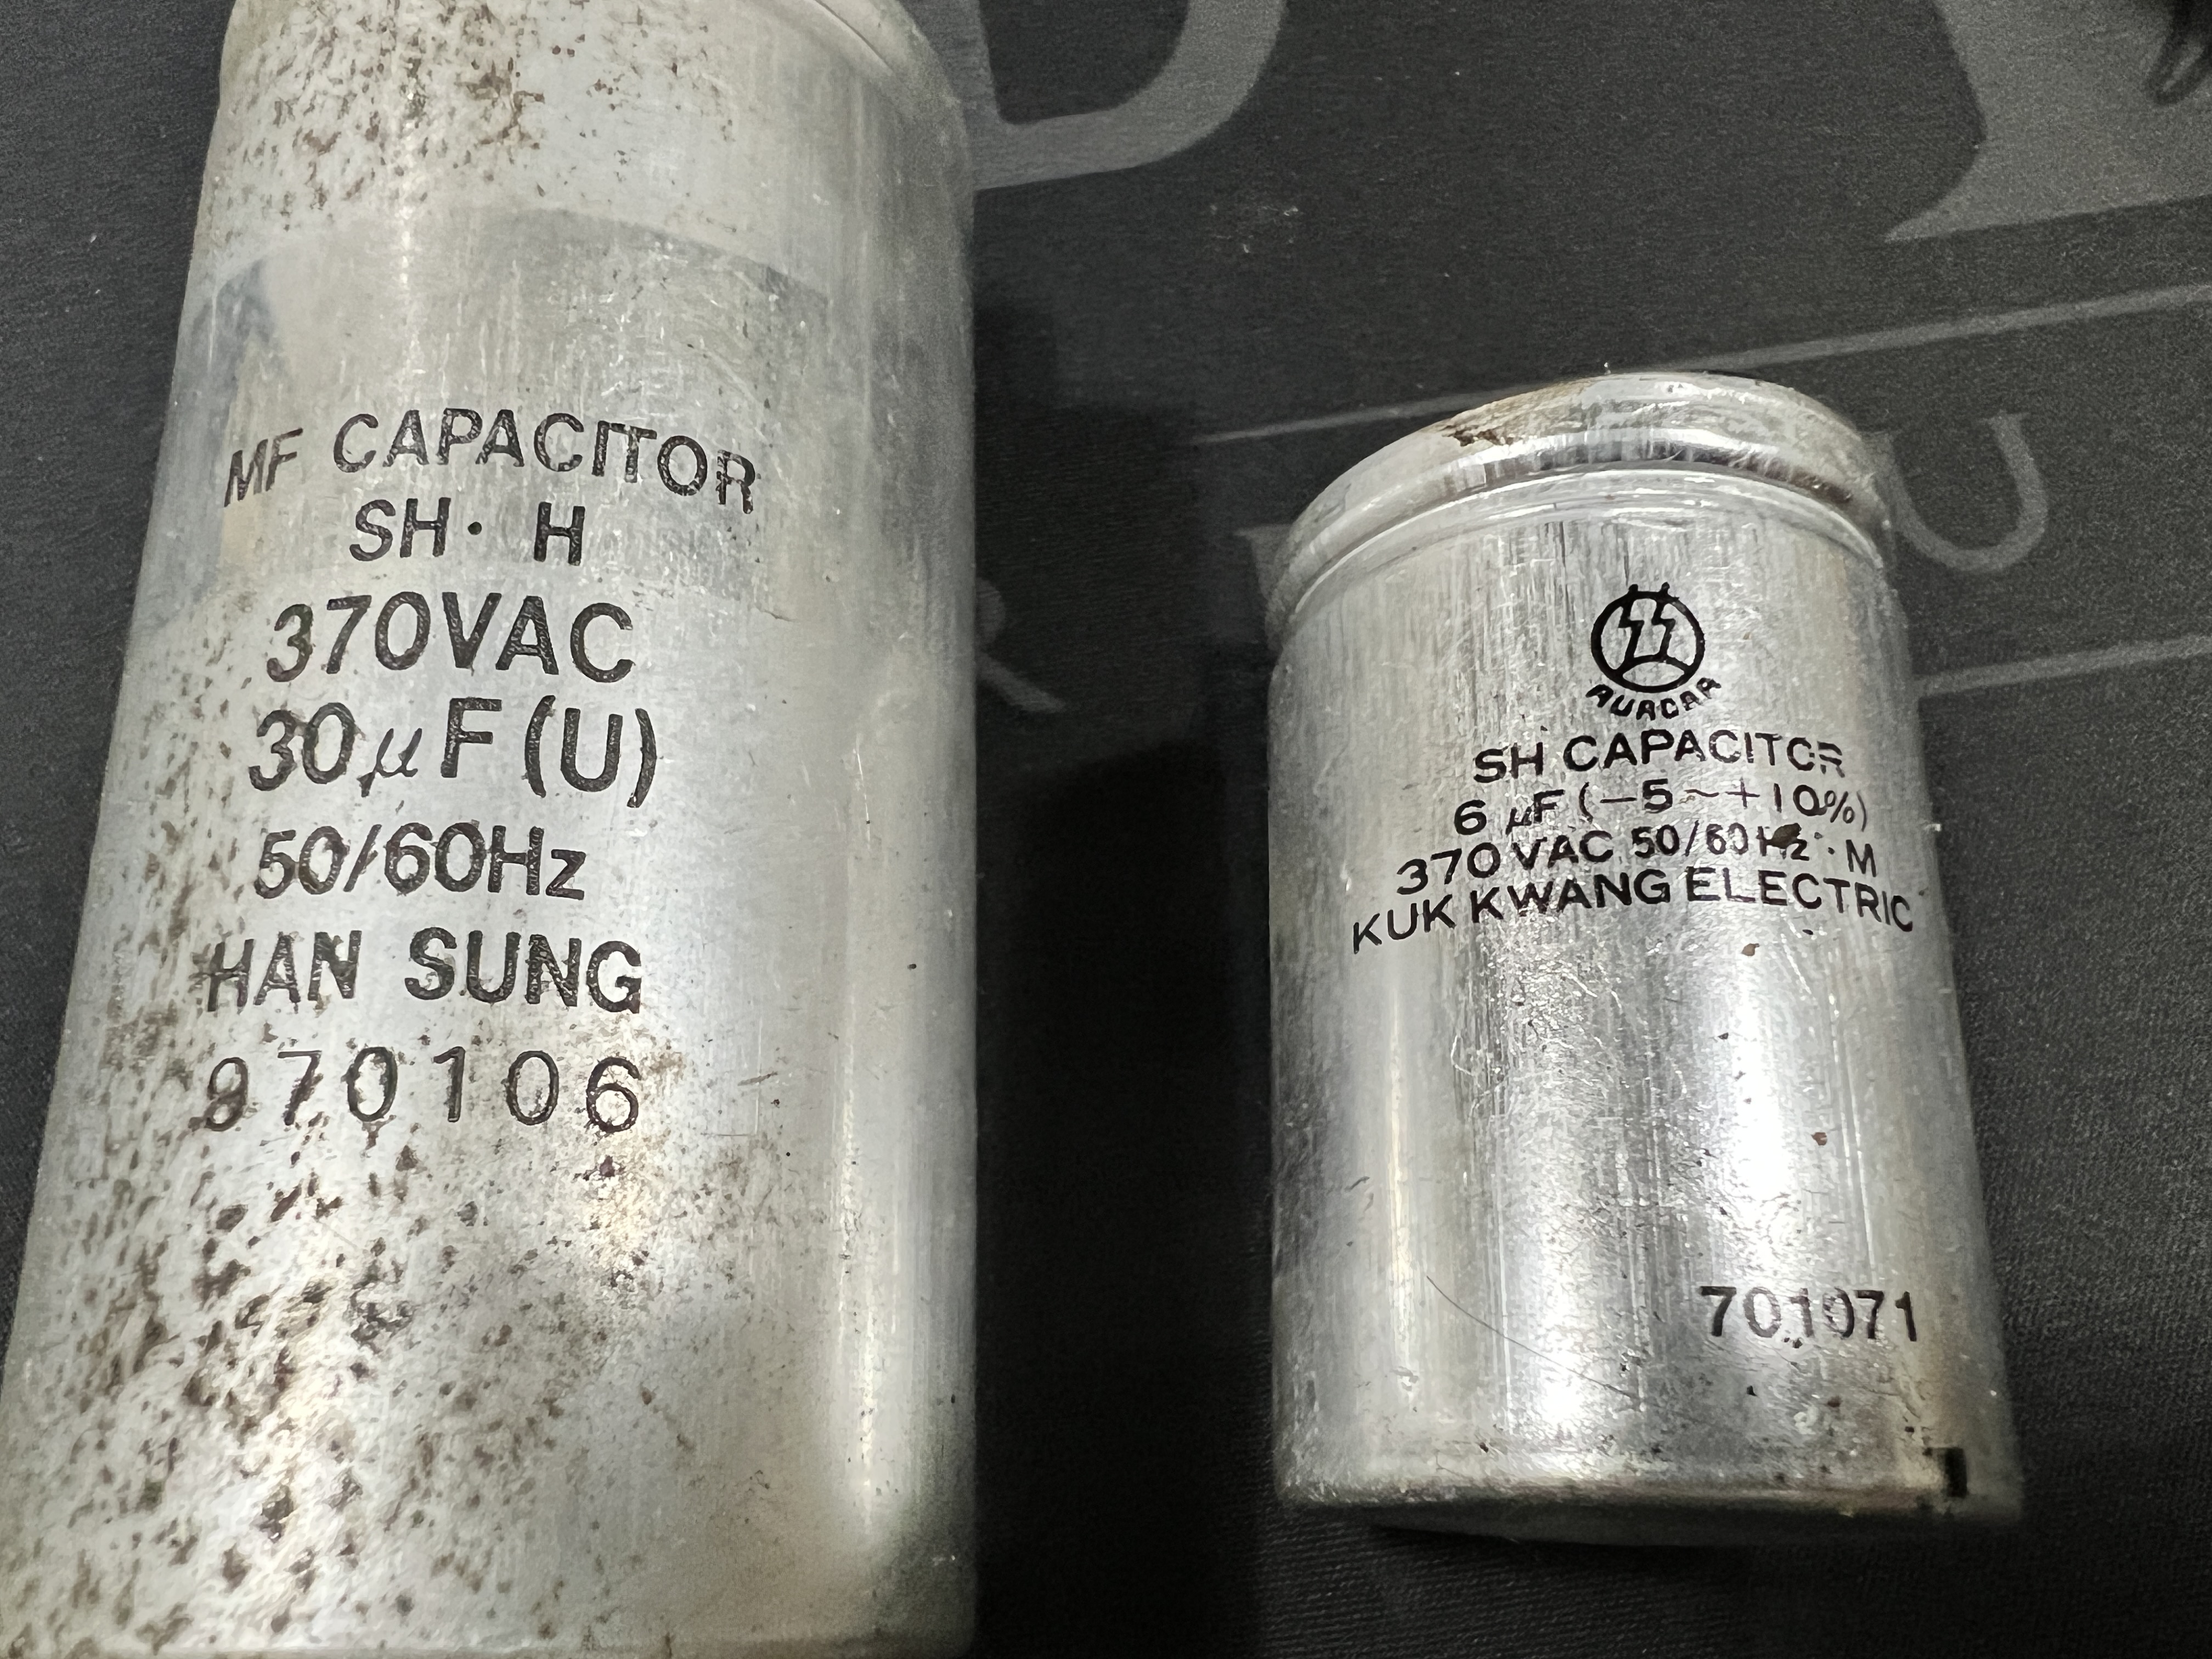 MF CAPACITOR
SH· H
370VAC
30μF(U)
50/60Hz
HAN SUNG
970106
SH CAPACITOR
6 μF(−5~+10%)
370 VAC 50/60Hz·M
KUK KWANG ELECTRIC
701071